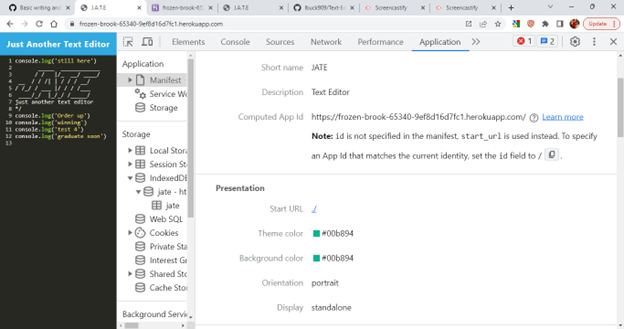 Basic writing and
J.A.T.E
frozen-brook-65
J.A.T.E
Screencastify
Screencastify
frozen-brook-65340-9ef8d16d7fc1.herokuapp.com
Update
Just Another Text Editor
Elements Console Sources Network Performance Application
1 2
1 console.log('still here')
2
3
4
5
6
7 just another text editor
8 */
9 console.log('Order up')
10 console.log('winning')
11 console.log('test 4')
12 console.log('graduate soon')
13
Application
Manifest
Service Wo
Storage
Storage
Local Stora
Session Sto
IndexedDB
jate - ht
jate
Web SQL
Cookies
Private Sta
Interest Gr
Shared Sto
Cache Stor
Background Servic
Short name JATE
Description Text Editor
Computed App Id https://frozen-brook-65340-9ef8d16d7fc1.herokuapp.com/ Learn more
Note: id is not specified in the manifest, start_url is used instead. To specify
an App Id that matches the current identity, set the id field to / .
Presentation
Start URL ./
Theme color #00b894
Background color #00b894
Orientation portrait
Display standalone